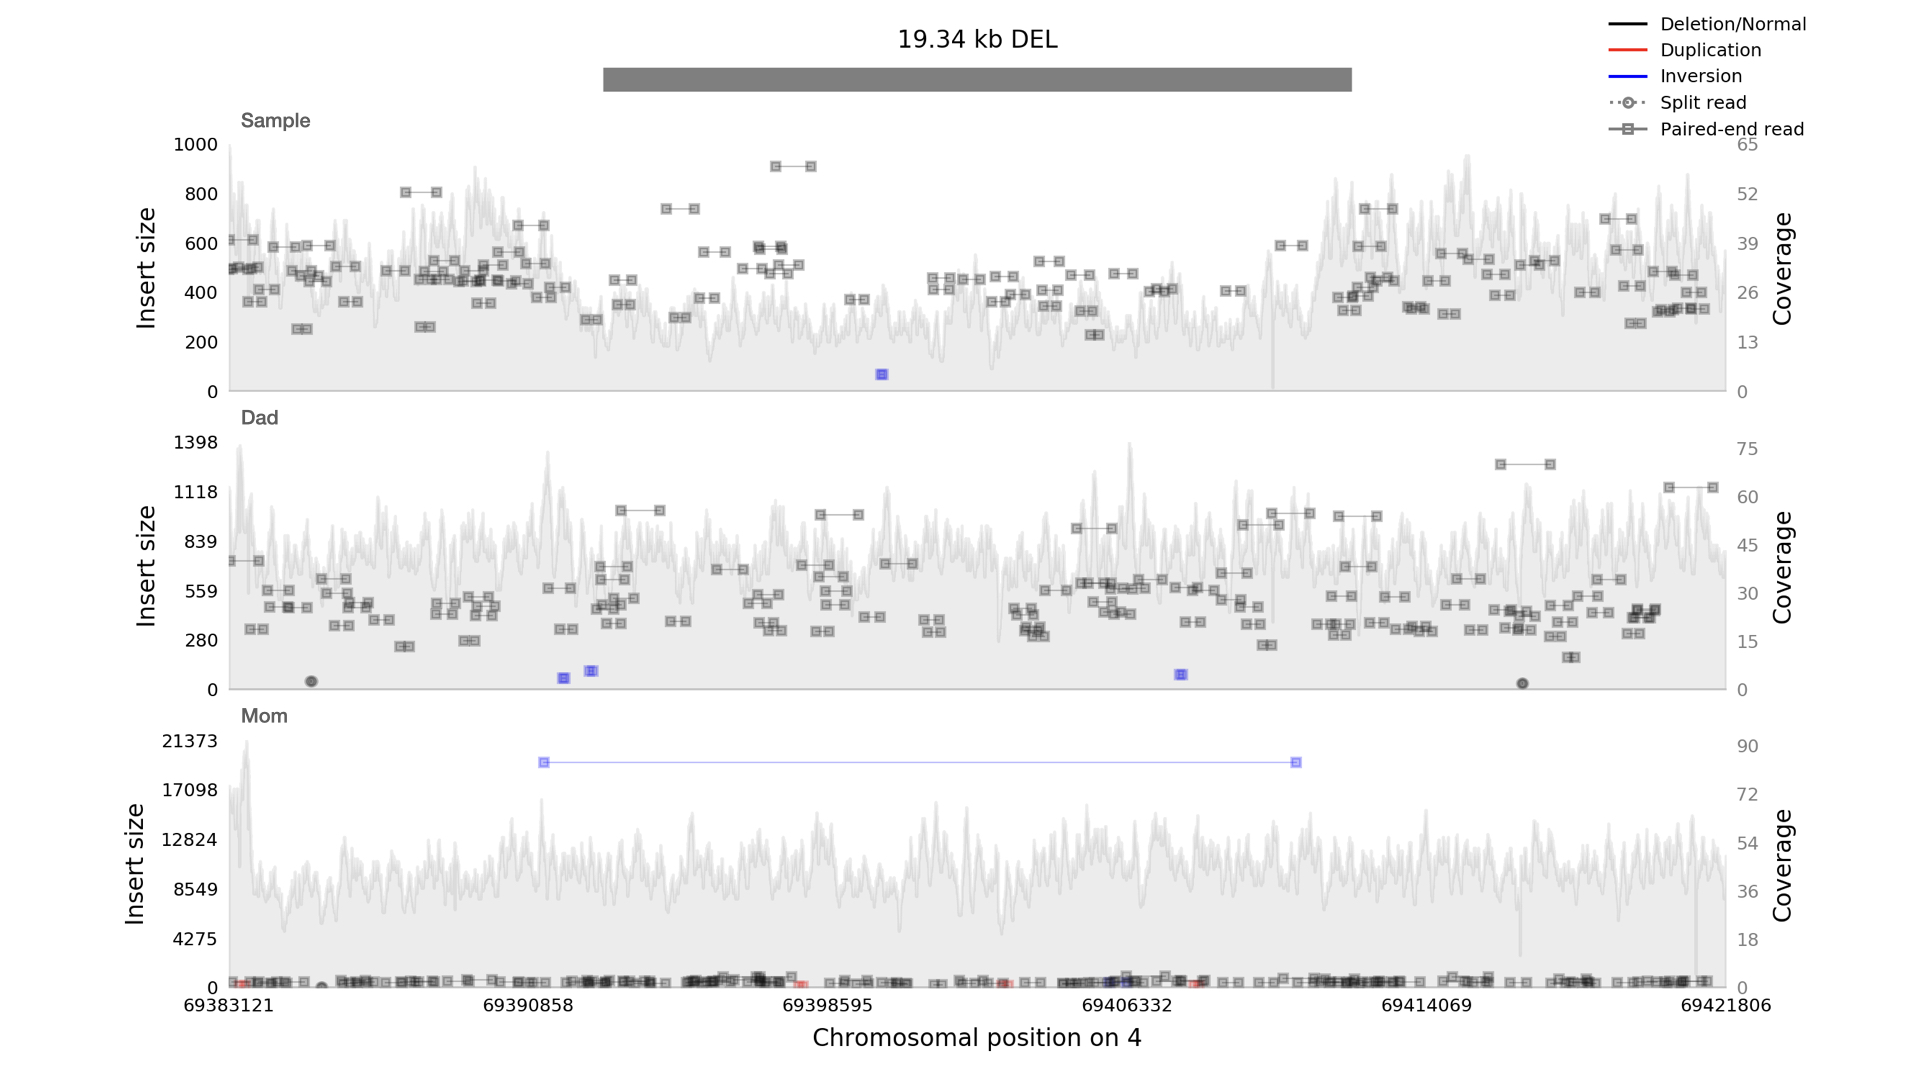 19.34 kb DEL
Deletion/Normal
Duplication
Inversion
Split read
Paired-end read
Sample
1000
800
600
400
200
0
Insert size
65
52
39
26
13
0
Coverage
Dad
1398
1118
839
559
280
0
Insert size
75
60
45
30
15
0
Coverage
Mom
21373
17098
12824
8549
4275
0
Insert size
90
72
54
36
18
0
Coverage
69383121 69390858 69398595 69406332 69414069 69421806
Chromosomal position on 4